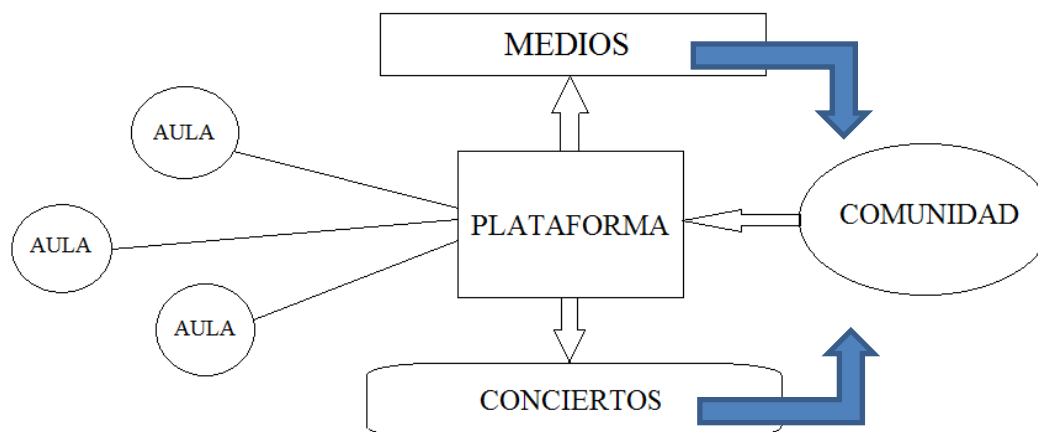 MEDIOS
AULA
COMUNIDAD
PLATAFORMA
AULA
AULA
CONCIERTOS